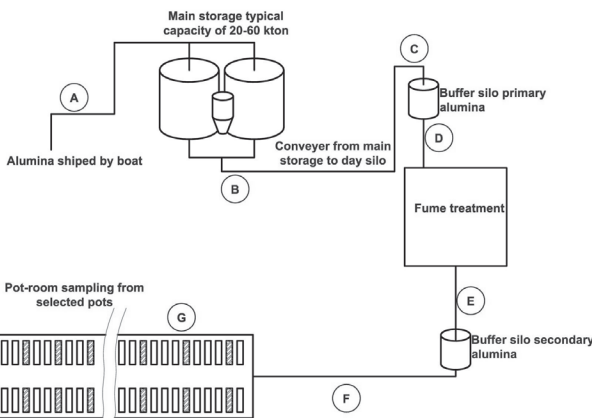 Main storage typical
capacity of 20-60 kton
A
Alumina shiped by boat
B
Conveyer from main
storage to day silo
C
Buffer silo primary
alumina
D
Fume treatment
E
Buffer silo secondary
alumina
F
Pot-room sampling from
selected pots
G